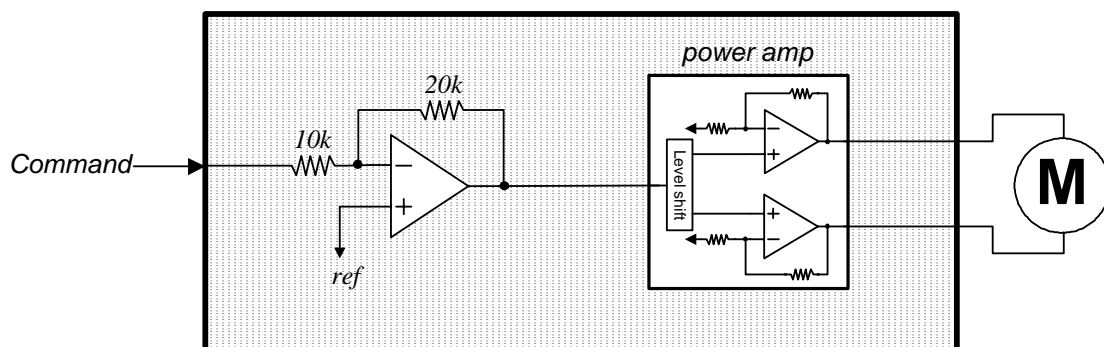 power amp
20k
10k
Command
Level shift
ref
M